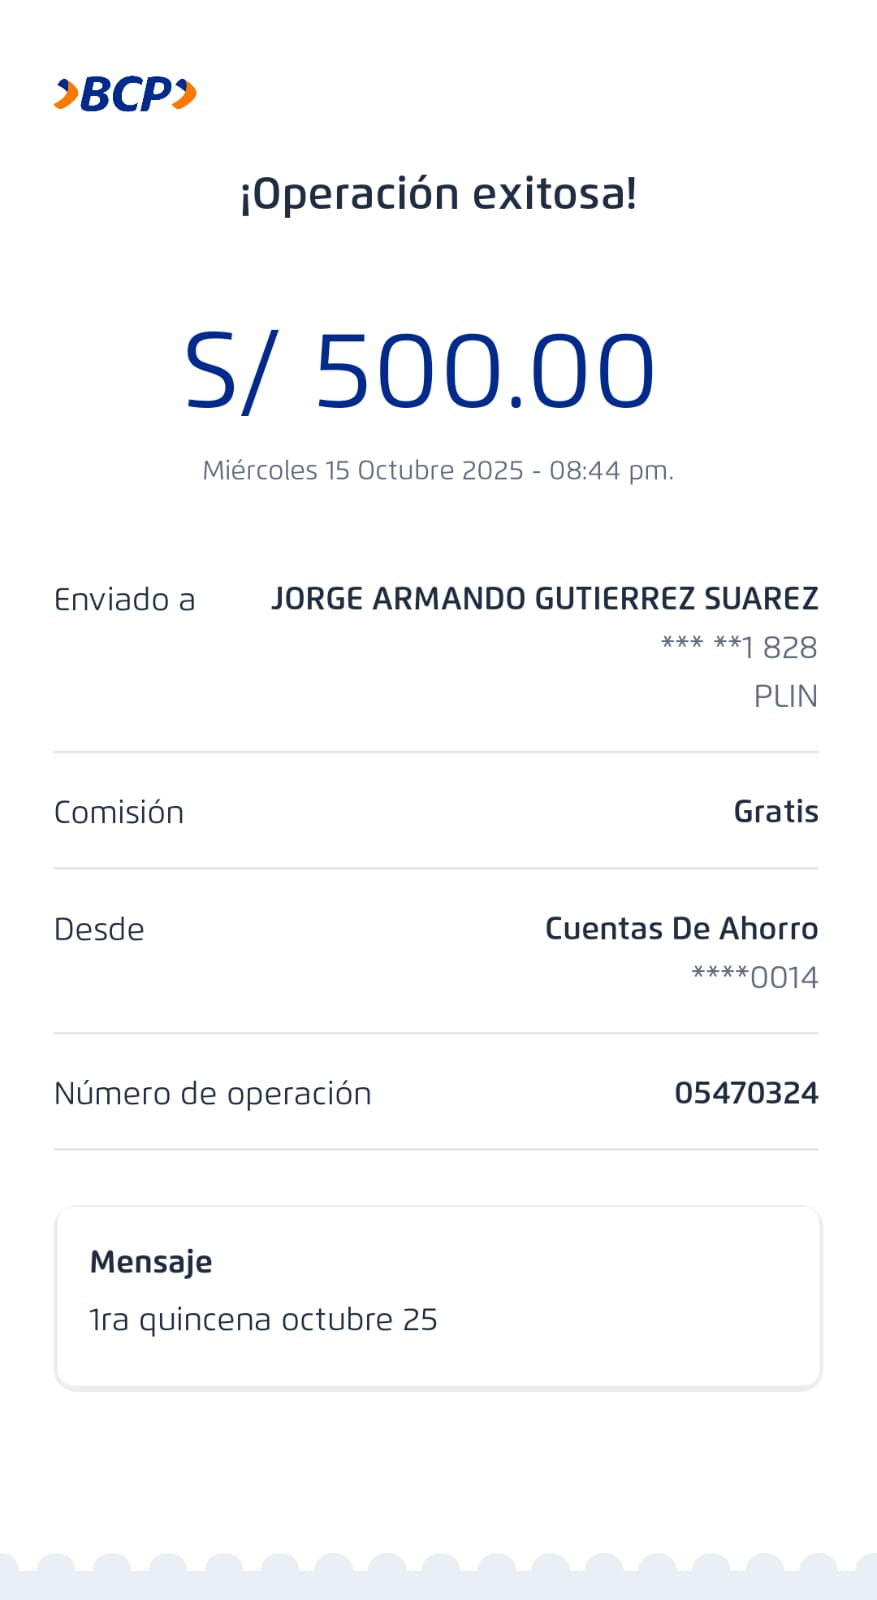 BCP
¡Operación exitosa!
S/ 500.00
Miércoles 15 Octubre 2025 - 08:44 pm.
Enviado a JORGE ARMANDO GUTIERREZ SUAREZ
*** **1 828
PLIN
Comisión Gratis
Desde Cuentas De Ahorro
****0014
Número de operación 05470324
Mensaje
1ra quincena octubre 25